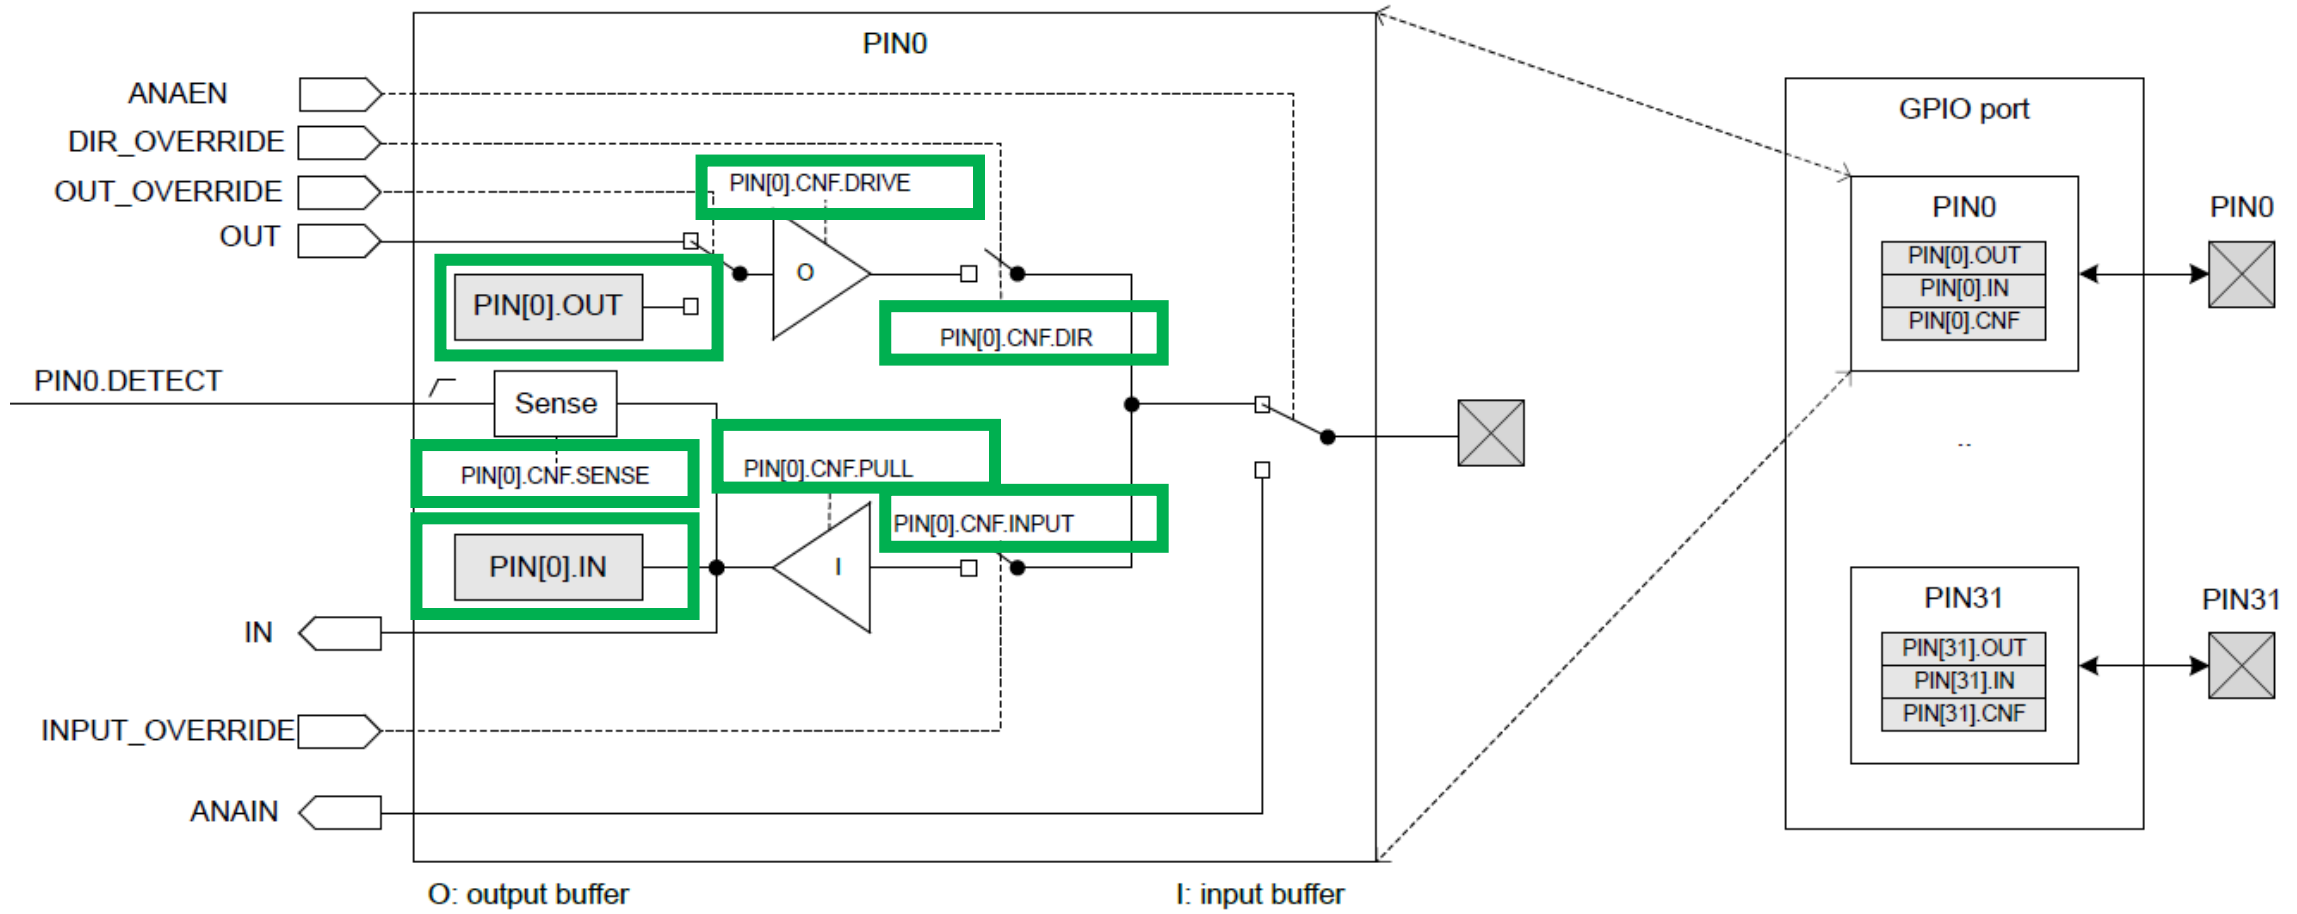 PIN0
ANAEN
DIR_OVERRIDE
OUT_OVERRIDE
OUT
PIN[0].CNF.DRIVE
O
PIN[0].OUT
PIN[0].CNF.DIR
PIN0.DETECT
Sense
PIN[0].CNF.SENSE
PIN[0].CNF.PULL
PIN[0].CNF.INPUT
PIN[0].IN
I
IN
INPUT_OVERRIDE
ANAIN
O: output buffer
I: input buffer
GPIO port
PIN0
PIN[0].OUT
PIN[0].IN
PIN[0].CNF
PIN0
..
PIN31
PIN[31].OUT
PIN[31].IN
PIN[31].CNF
PIN31